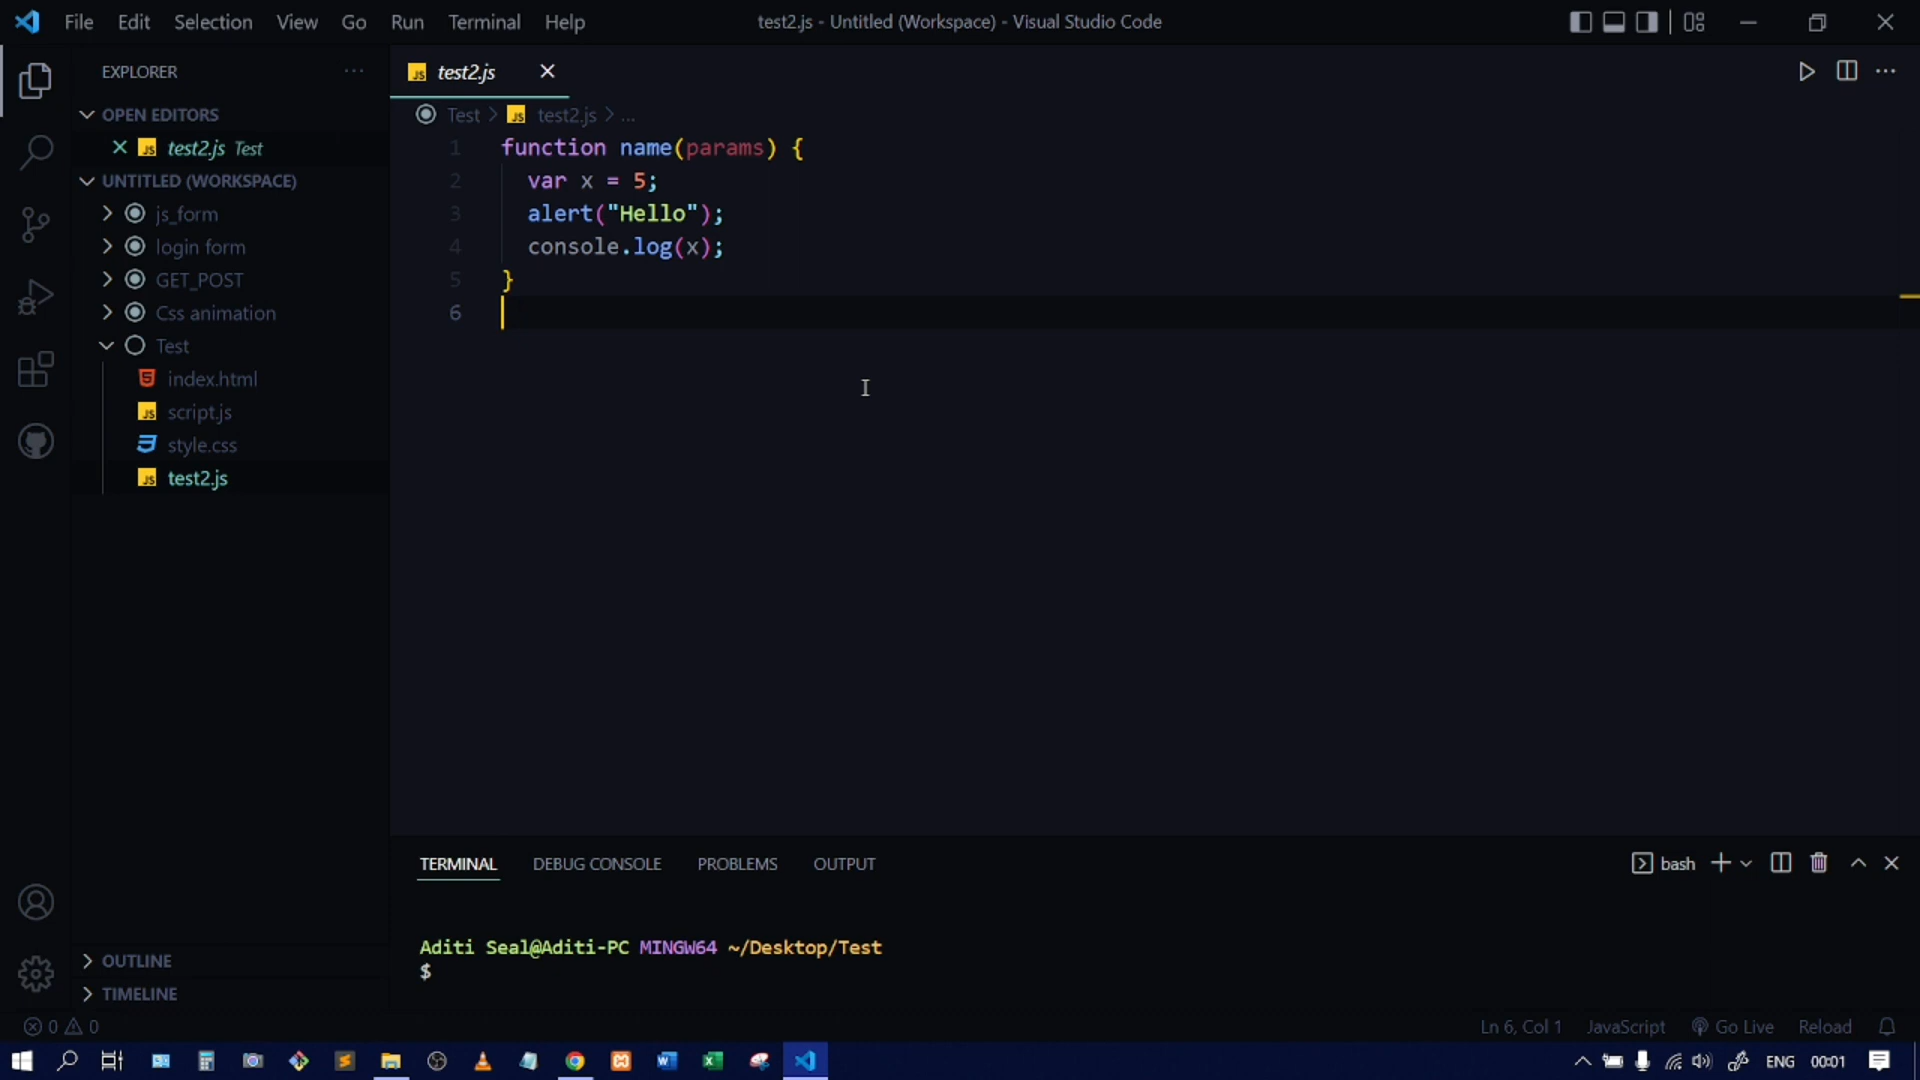 File Edit Selection View Go Run Terminal Help
test2.js - Untitled (Workspace) - Visual Studio Code
EXPLORER
OPEN EDITORS
test2.js Test
UNTITLED (WORKSPACE)
js_form
login form
GET_POST
Css animation
Test
index.html
script.js
style.css
test2.js
OUTLINE
TIMELINE
test2.js
Test > test2.js > ...
1 function name(params) {
2 var x = 5;
3 alert("Hello");
4 console.log(x);
5 }
6
TERMINAL DEBUG CONSOLE PROBLEMS OUTPUT
bash
Aditi Seal@Aditi-PC MINGW64 ~/Desktop/Test
$
0 0
Ln 6, Col 1 JavaScript Go Live Reload
ENG 00:01